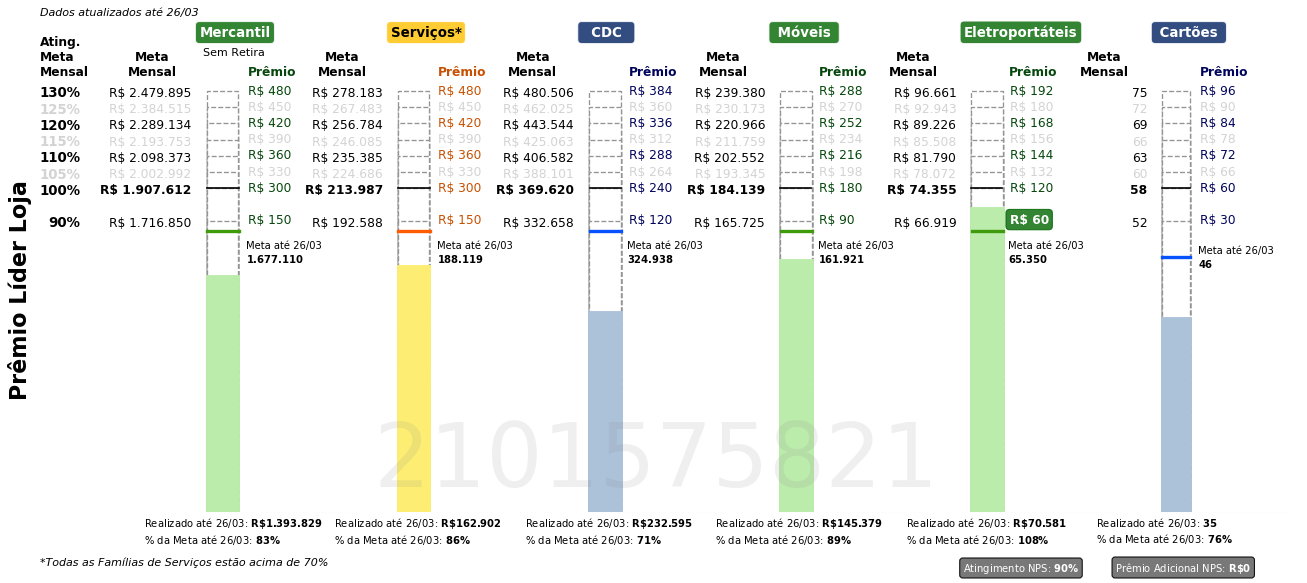 Dados atualizados até 26/03
Mercantil Serviços* CDC Móveis Eletroportáteis Cartões
Sem Retira
Ating. Meta Mensal Meta Mensal Prêmio Meta Mensal Prêmio Meta Mensal Prêmio Meta Mensal Prêmio Meta Mensal Prêmio Meta Mensal Prêmio
130% R$ 2.479.895 R$ 480 R$ 278.183 R$ 480 R$ 480.506 R$ 384 R$ 239.380 R$ 288 R$ 96.661 R$ 192 75 R$ 96
125% R$ 2.384.515 R$ 450 R$ 267.483 R$ 450 R$ 462.025 R$ 360 R$ 230.173 R$ 270 R$ 92.943 R$ 180 72 R$ 90
120% R$ 2.289.134 R$ 420 R$ 256.784 R$ 420 R$ 443.544 R$ 336 R$ 220.966 R$ 252 R$ 89.226 R$ 168 69 R$ 84
115% R$ 2.193.753 R$ 390 R$ 246.085 R$ 390 R$ 425.063 R$ 312 R$ 211.759 R$ 234 R$ 85.508 R$ 156 66 R$ 78
110% R$ 2.098.373 R$ 360 R$ 235.385 R$ 360 R$ 406.582 R$ 288 R$ 202.552 R$ 216 R$ 81.790 R$ 144 63 R$ 72
105% R$ 2.002.992 R$ 330 R$ 224.686 R$ 330 R$ 388.101 R$ 264 R$ 193.345 R$ 198 R$ 78.072 R$ 132 60 R$ 66
100% R$ 1.907.612 R$ 300 R$ 213.987 R$ 300 R$ 369.620 R$ 240 R$ 184.139 R$ 180 R$ 74.355 R$ 120 58 R$ 60
90% R$ 1.716.850 R$ 150 R$ 192.588 R$ 150 R$ 332.658 R$ 120 R$ 165.725 R$ 90 R$ 66.919 R$ 60 52 R$ 30
Meta até 26/03 Meta até 26/03 Meta até 26/03 Meta até 26/03 Meta até 26/03 Meta até 26/03
1.677.110 188.119 324.938 161.921 65.350 46
Prêmio Líder Loja
2101575821
Realizado até 26/03: R$1.393.829 Realizado até 26/03: R$162.902 Realizado até 26/03: R$232.595 Realizado até 26/03: R$145.379 Realizado até 26/03: R$70.581 Realizado até 26/03: 35
% da Meta até 26/03: 83% % da Meta até 26/03: 86% % da Meta até 26/03: 71% % da Meta até 26/03: 89% % da Meta até 26/03: 108% % da Meta até 26/03: 76%
*Todas as Famílias de Serviços estão acima de 70% Atingimento NPS: 90% Prêmio Adicional NPS: R$0